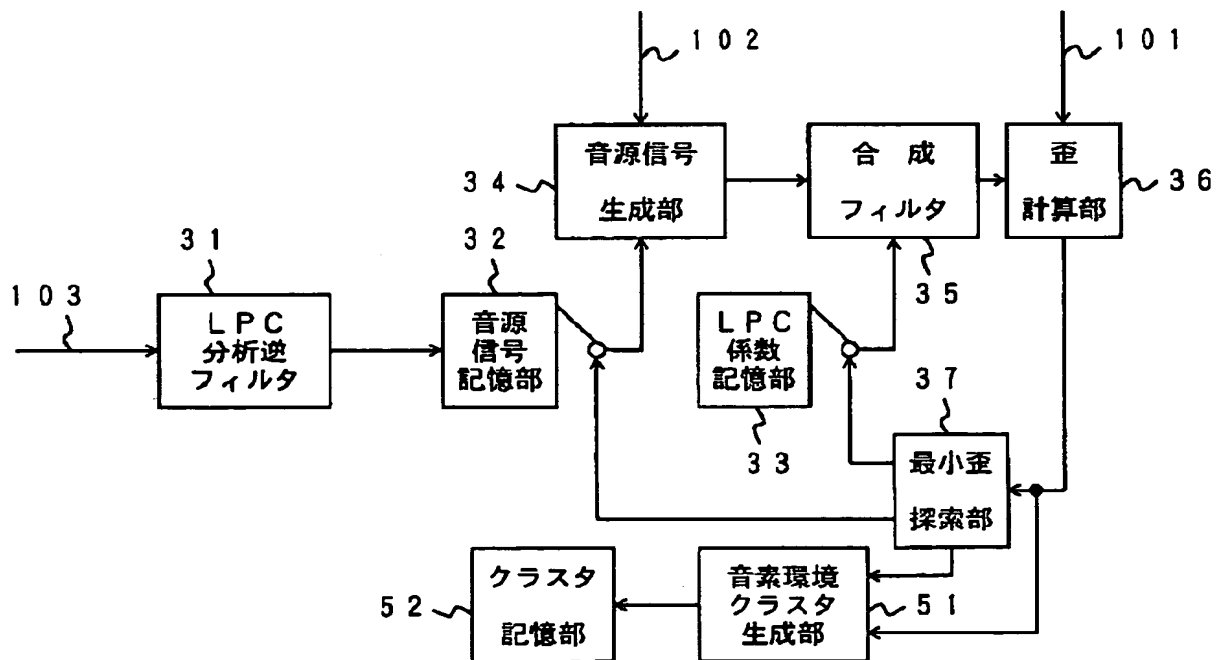 102
101
音源信号
生成部
34
合成
フィルタ
35
歪
計算部
36
103
31
LPC
分析逆
フィルタ
32
音源
信号
記憶部
LPC
係数
記憶部
33
37
最小歪
探索部
クラスタ
記憶部
52
音素環境
クラスタ
生成部
51